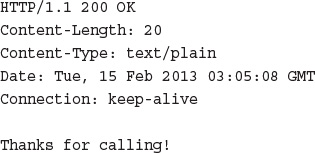 HTTP/1.1 200 OK
Content-Length: 20
Content-Type: text/plain
Date: Tue, 15 Feb 2013 03:05:08 GMT
Connection: keep-alive

Thanks for calling!